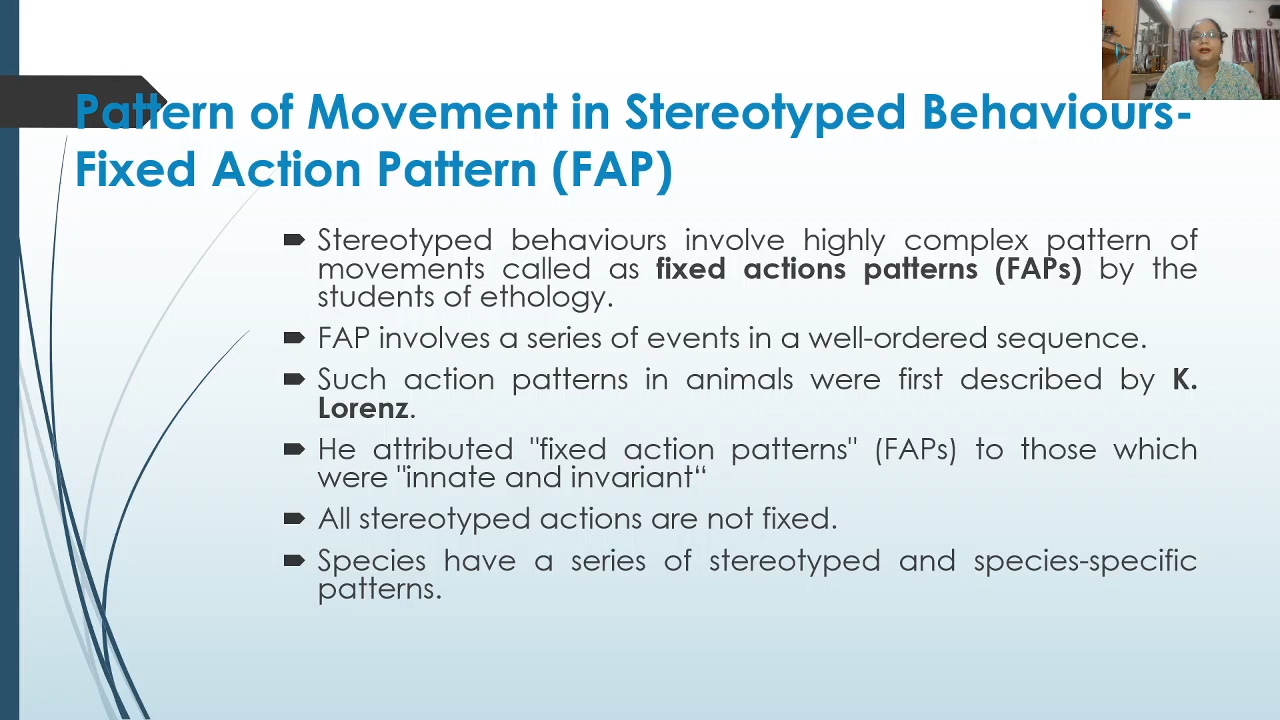 Pattern of Movement in Stereotyped Behaviours-
Fixed Action Pattern (FAP)
Stereotyped behaviours involve highly complex pattern of
movements called as fixed actions patterns (FAPs) by the
students of ethology.
FAP involves a series of events in a well-ordered sequence.
Such action patterns in animals were first described by K.
Lorenz.
He attributed "fixed action patterns" (FAPs) to those which
were "innate and invariant“
All stereotyped actions are not fixed.
Species have a series of stereotyped and species-specific
patterns.